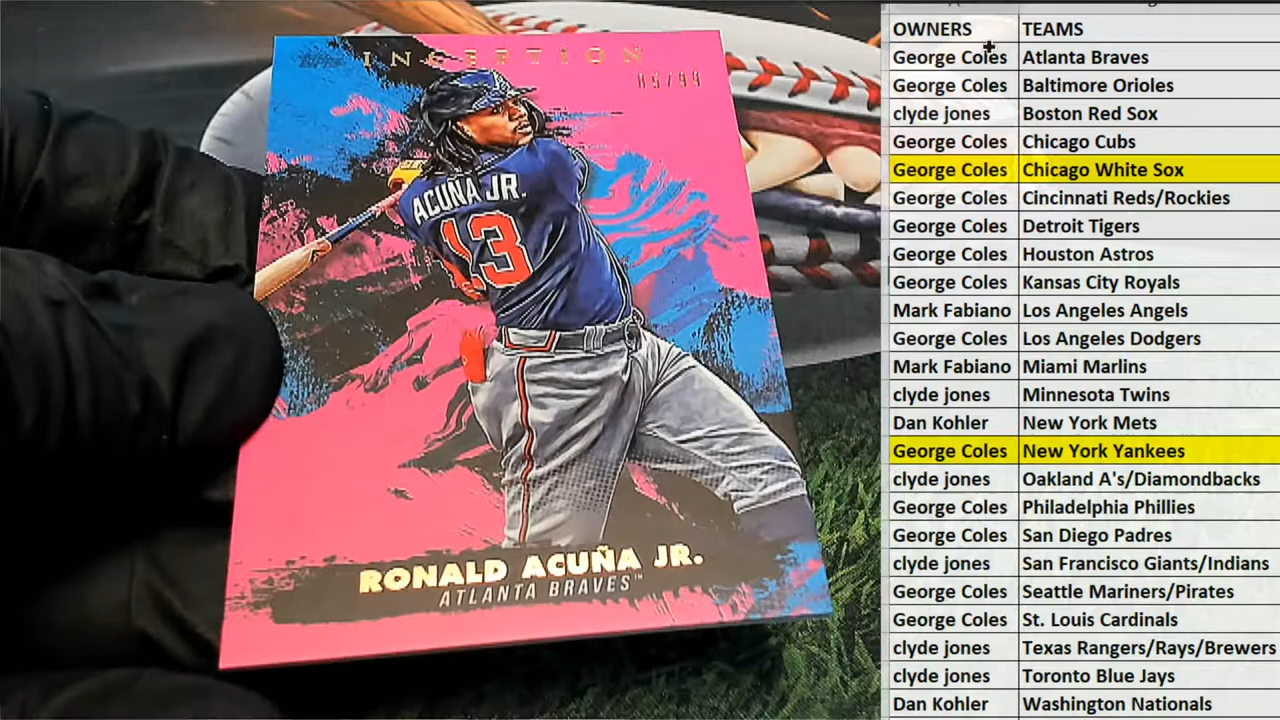 topps INCEPTION
05/99
ACUÑA JR.
13
RONALD ACUÑA JR.
ATLANTA BRAVES™
OWNERS TEAMS
George Coles Atlanta Braves
George Coles Baltimore Orioles
clyde jones Boston Red Sox
George Coles Chicago Cubs
George Coles Chicago White Sox
George Coles Cincinnati Reds/Rockies
George Coles Detroit Tigers
George Coles Houston Astros
George Coles Kansas City Royals
Mark Fabiano Los Angeles Angels
George Coles Los Angeles Dodgers
Mark Fabiano Miami Marlins
clyde jones Minnesota Twins
Dan Kohler New York Mets
George Coles New York Yankees
clyde jones Oakland A's/Diamondbacks
George Coles Philadelphia Phillies
George Coles San Diego Padres
clyde jones San Francisco Giants/Indians
George Coles Seattle Mariners/Pirates
George Coles St. Louis Cardinals
clyde jones Texas Rangers/Rays/Brewers
clyde jones Toronto Blue Jays
Dan Kohler Washington Nationals